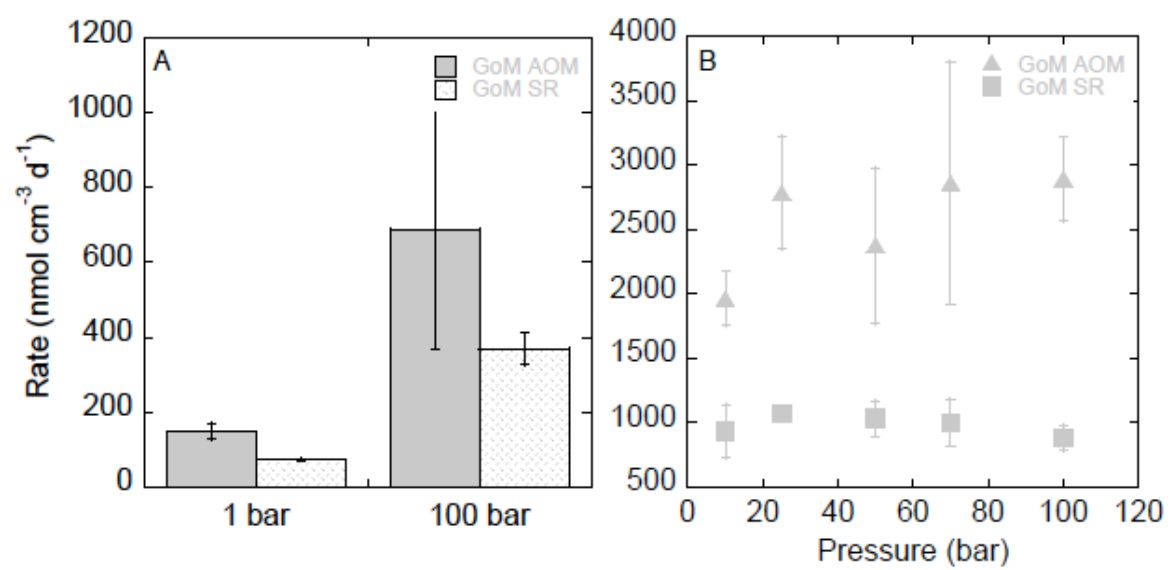 A
GoM AOM
GoM SR
Rate (nmol cm-3 d-1)
1200
1000
800
600
400
200
0
1 bar
100 bar
B
GoM AOM
GoM SR
4000
3500
3000
2500
2000
1500
1000
500
0 20 40 60 80 100 120
Pressure (bar)